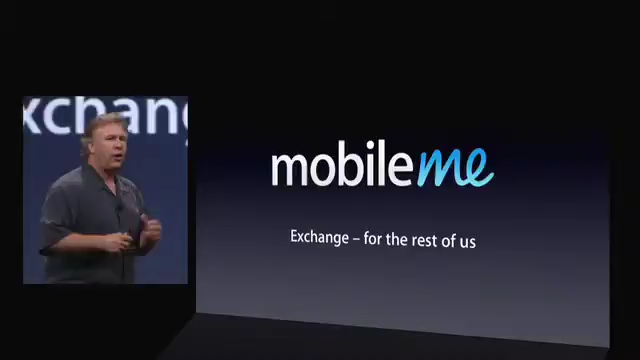 xchang
mobileme
Exchange – for the rest of us